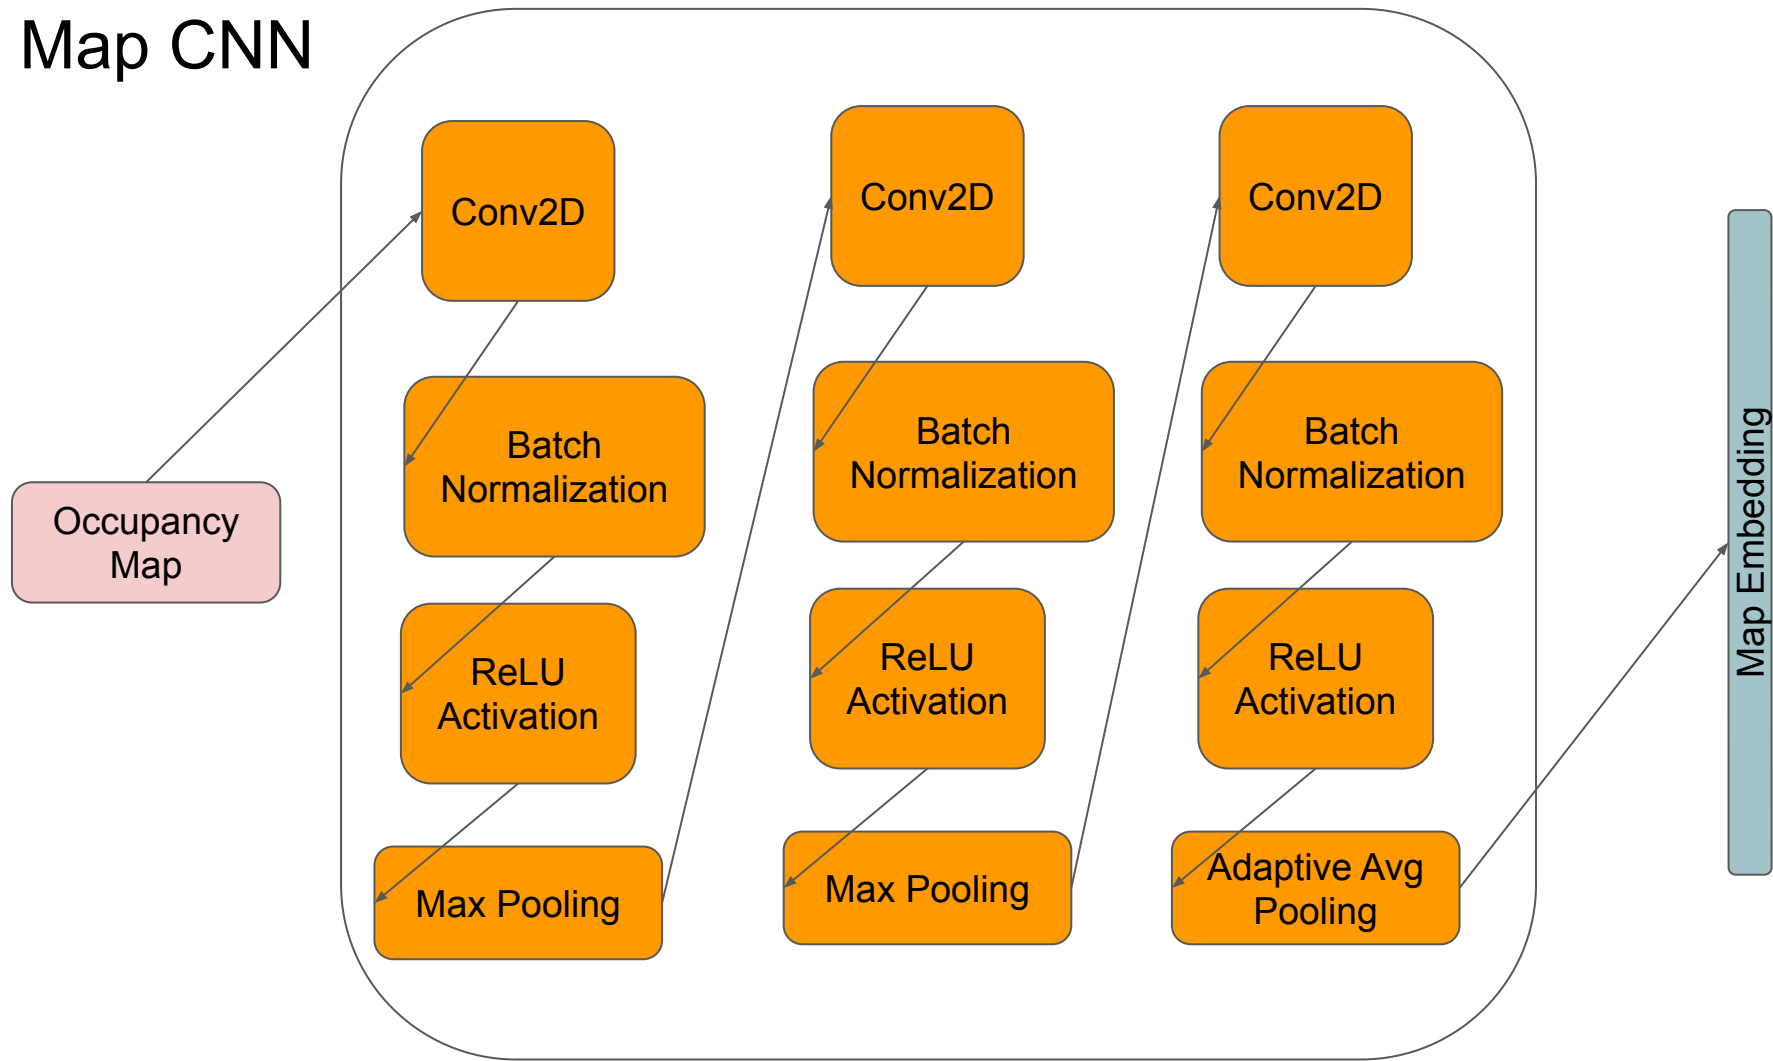 Map CNN
Occupancy
Map
Conv2D
Batch
Normalization
ReLU
Activation
Max Pooling
Conv2D
Batch
Normalization
ReLU
Activation
Max Pooling
Conv2D
Batch
Normalization
ReLU
Activation
Adaptive Avg
Pooling
Map Embedding